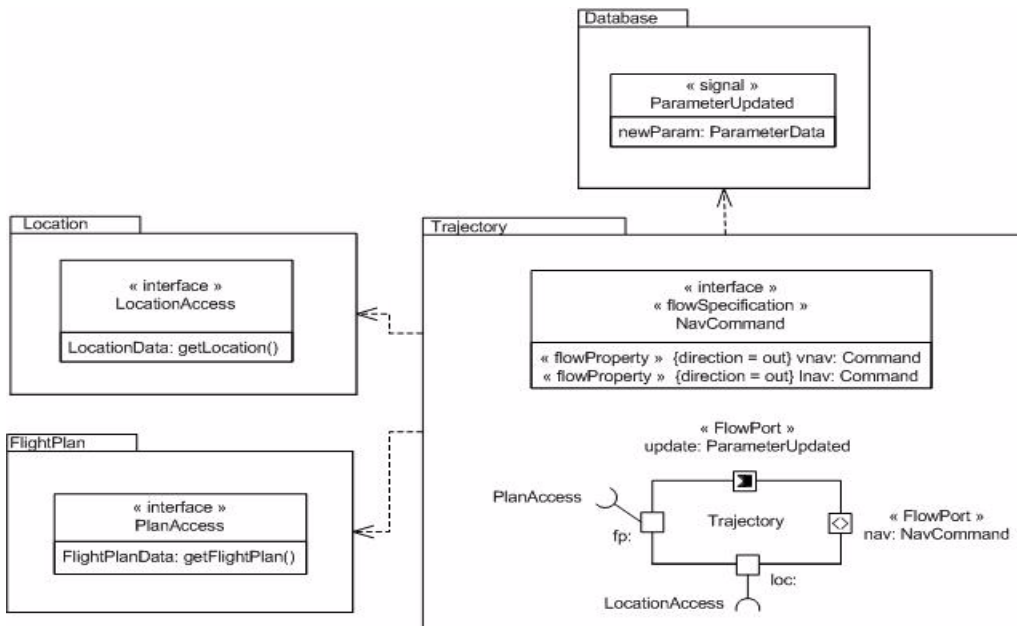 Database
« signal »
ParameterUpdated
newParam: ParameterData
Location
« interface »
LocationAccess
LocationData: getLocation()
Trajectory
« interface »
« flowSpecification »
NavCommand
« flowProperty » {direction = out} vnav: Command
« flowProperty » {direction = out} lnav: Command
FlightPlan
« interface »
PlanAccess
FlightPlanData: getFlightPlan()
« FlowPort »
update: ParameterUpdated
PlanAccess
fp:
Trajectory
« FlowPort »
nav: NavCommand
loc:
LocationAccess